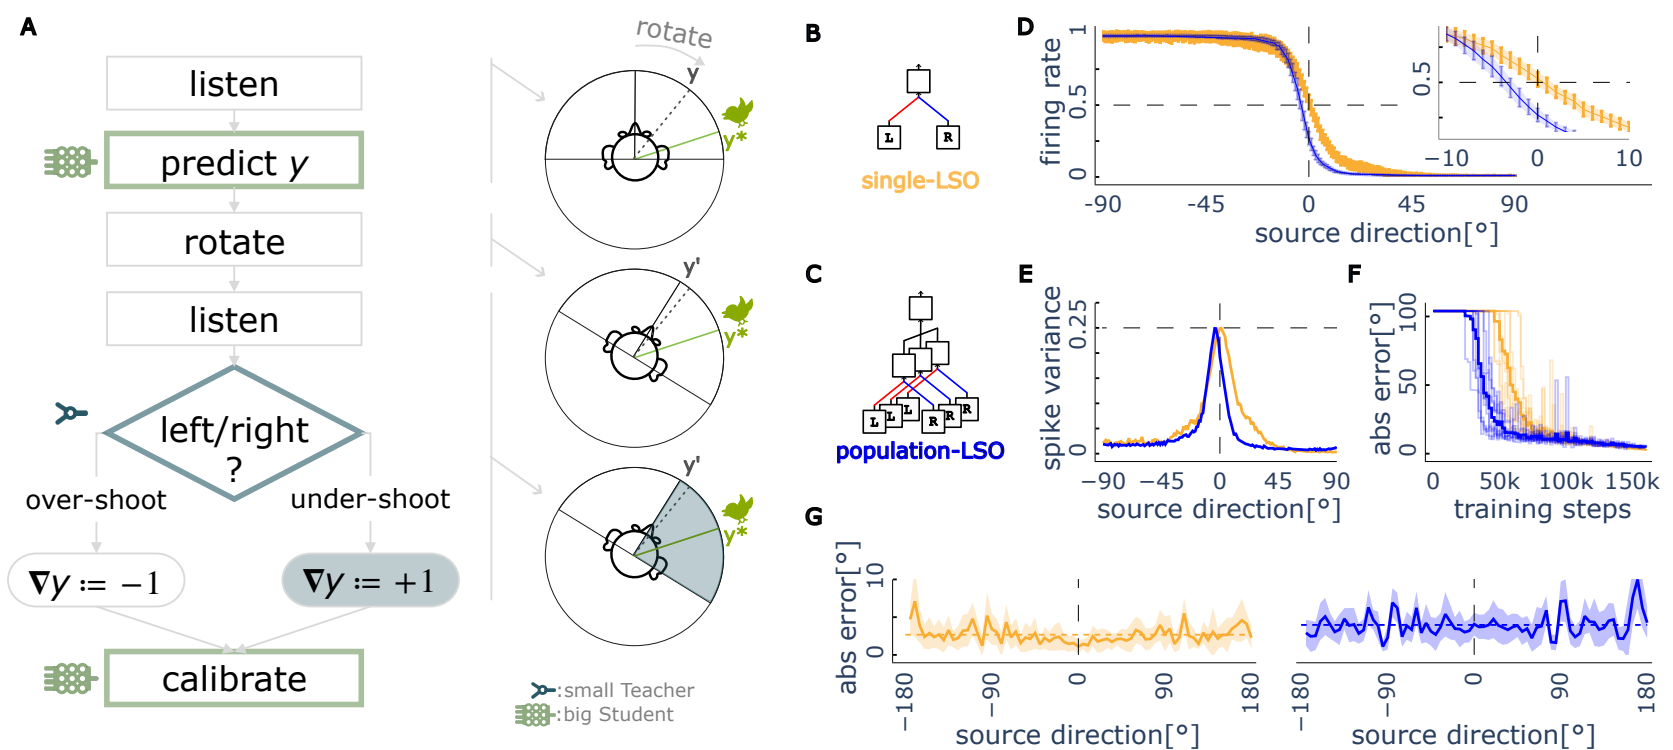 A
listen
predict y
rotate
listen
left/right
?
over-shoot
under-shoot
∇y := −1
∇y := +1
calibrate
rotate
y
y*
y'
y*
y'
y*
:small Teacher
:big Student
B
L
R
single-LSO
C
L
L
L
R
R
R
population-LSO
D
firing rate
1
0.5
0
-90
-45
0
45
90
source direction[°]
0.5
−10
0
10
E
spike variance
0.25
0
−90
−45
0
45
90
source direction[°]
F
abs error[°]
100
50
0
0
50k
100k
150k
training steps
G
abs error[°]
10
0
−180
−90
0
90
180
source direction[°]
−180
−90
0
90
180
source direction[°]